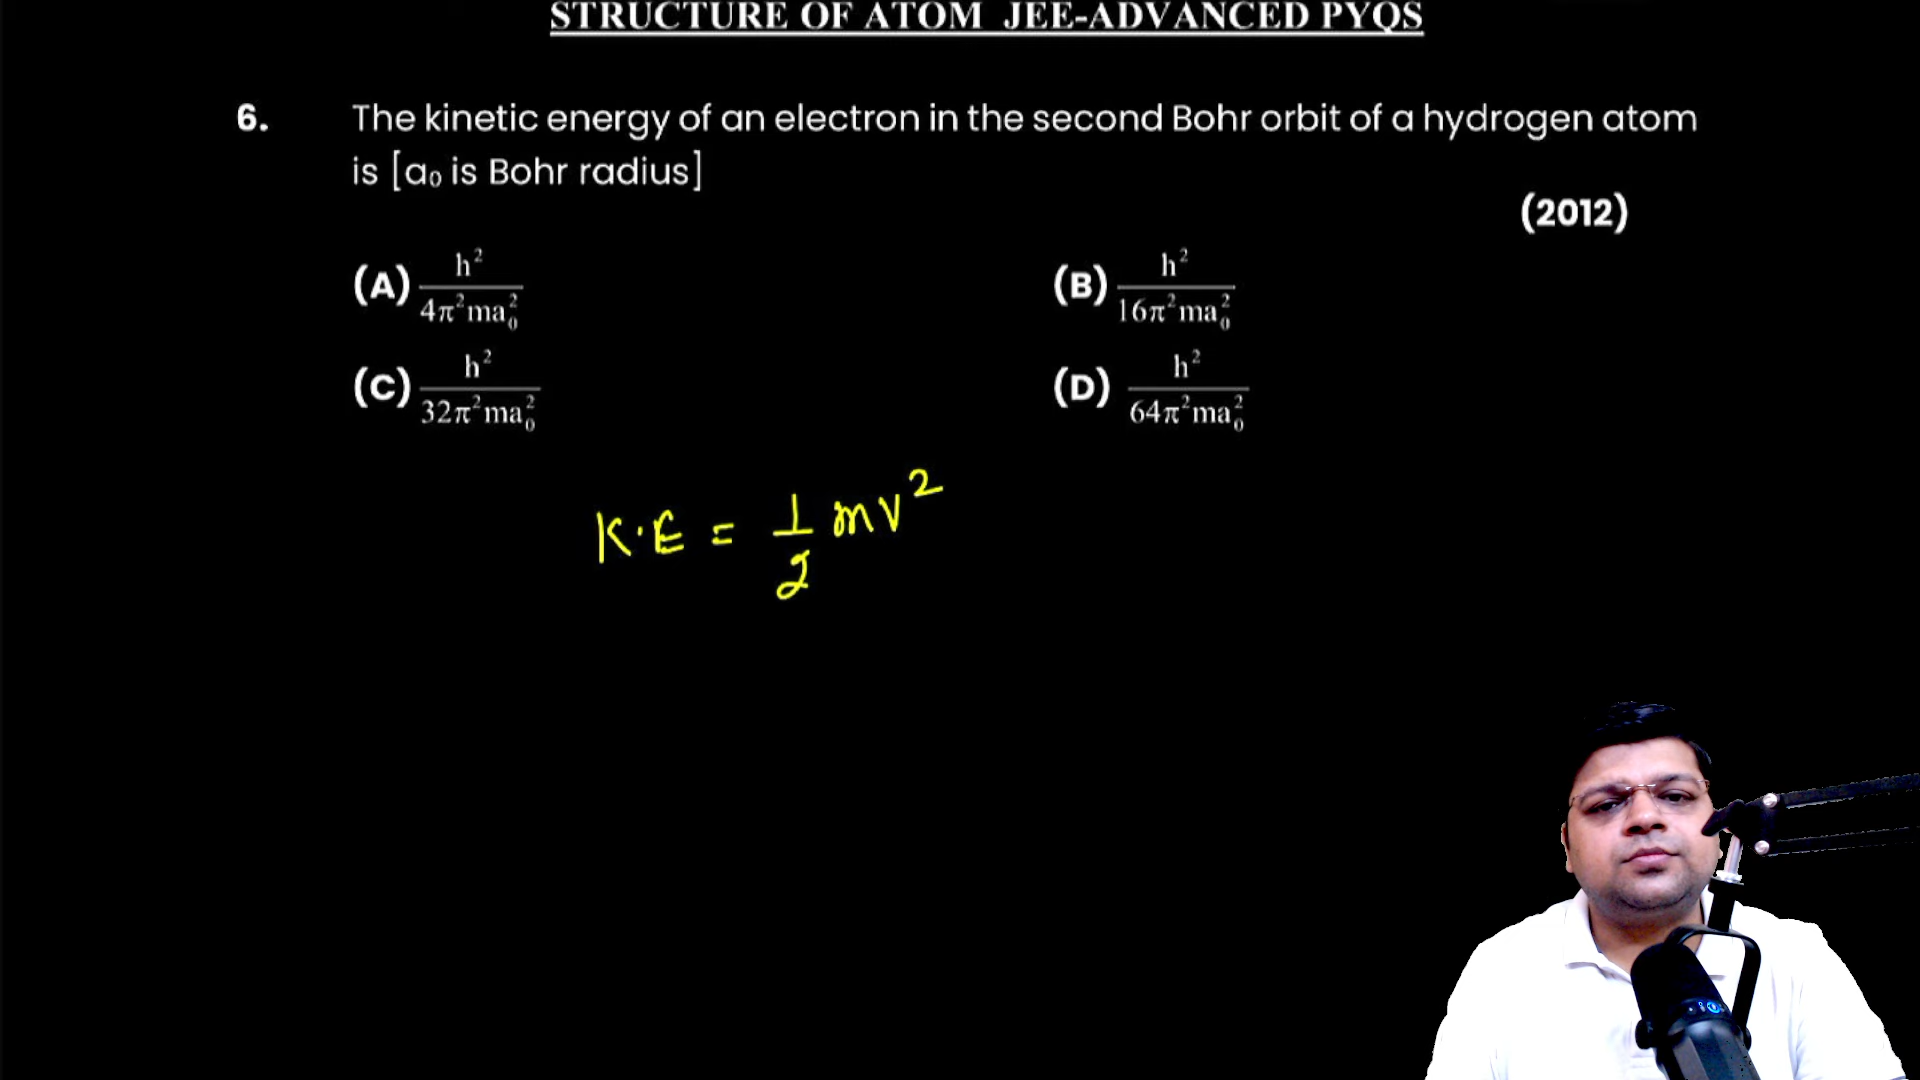 STRUCTURE OF ATOM JEE-ADVANCED PYQS
6. The kinetic energy of an electron in the second Bohr orbit of a hydrogen atom
is [a₀ is Bohr radius]
(2012)
(A) h²/4π²ma₀² (B) h²/16π²ma₀²
(C) h²/32π²ma₀² (D) h²/64π²ma₀²
K.E = 1/2 mv²